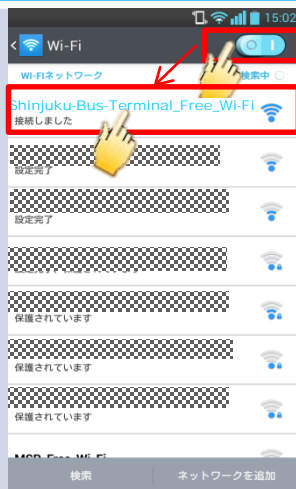 15:02
Wi-Fi
WI-FIネットワーク
検索中
Shinjuku-Bus-Terminal_Free_Wi-Fi
接続しました
設定完了
設定完了
保護されています
保護されています
保護されています
検索
ネットワークを追加